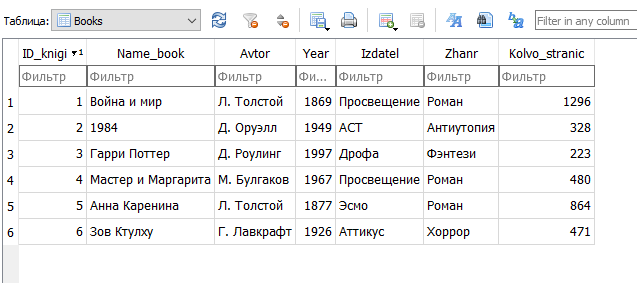 Таблица: Books Filter in any column
ID_knigi 1 Name_book Avtor Year Izdatel Zhanr Kolvo_stranic
Фильтр Фильтр Фильтр Фи... Фильтр Фильтр Фильтр
1 1 Война и мир Л. Толстой 1869 Просвещение Роман 1296
2 2 1984 Д. Оруэлл 1949 АСТ Антиутопия 328
3 3 Гарри Поттер Д. Роулинг 1997 Дрофа Фэнтези 223
4 4 Мастер и Маргарита М. Булгаков 1967 Просвещение Роман 480
5 5 Анна Каренина Л. Толстой 1877 Эсмо Роман 864
6 6 Зов Ктулху Г. Лавкрафт 1926 Аттикус Хоррор 471